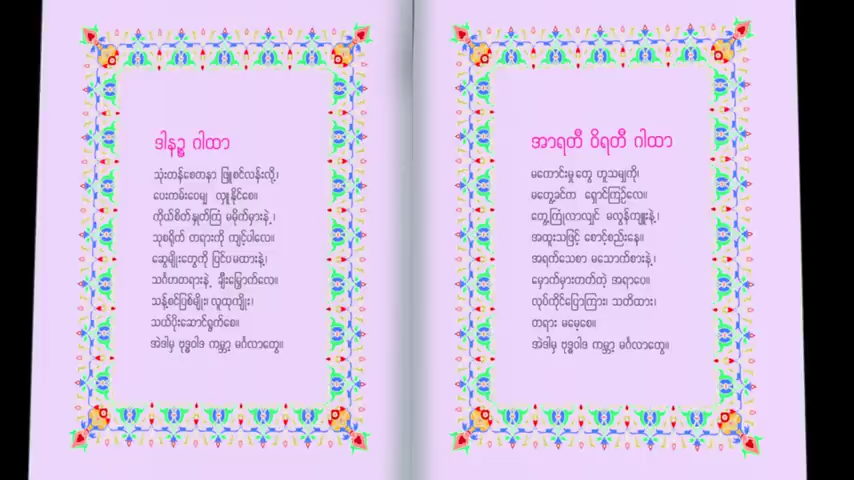 ဒါနဉ္စ ဂါထာ
သုံးတန်စေတနာ ဖြူစင်လန်းလို့၊
ပေးကမ်းဝေမျှ လှူနိုင်စေ။
ကိုယ်စိတ်နှုတ်ကြံ မမိုက်မှားနဲ့၊
သုစရိုက် တရားကို ကျင့်ပါလေ။
ဆွေမျိုးတွေကို ပြင်ပမထားနဲ့၊
သင်္ဂဟတရားနဲ့ ချီးမြှောက်လေ။
သန့်စင်ပြစ်မျိုး၊ လူထုကျိုး၊
သယ်ပိုးဆောင်ရွက်စေ။
အဲဒါမှ ဗုဒ္ဓဝါဒ ကမ္ဘာ့ မင်္ဂလာတွေ။
အာရတီ ဝိရတီ ဂါထာ
မကောင်းမှုတွေ ဟူသမျှကို၊
မတွေ့ခင်က ရှောင်ကြဉ်လေ။
တွေ့ကြုံလာလျှင် မလွန်ကျူးနဲ့၊
အထူးသဖြင့် စောင့်စည်းနေ။
အရက်သေစာ မသောက်စားနဲ့၊
မှောက်မှားတတ်တဲ့ အရာပေ။
လုပ်ကိုင်ပြောကြား၊ သတိထား၊
တရား မမေ့စေ။
အဲဒါမှ ဗုဒ္ဓဝါဒ ကမ္ဘာ့ မင်္ဂလာတွေ။